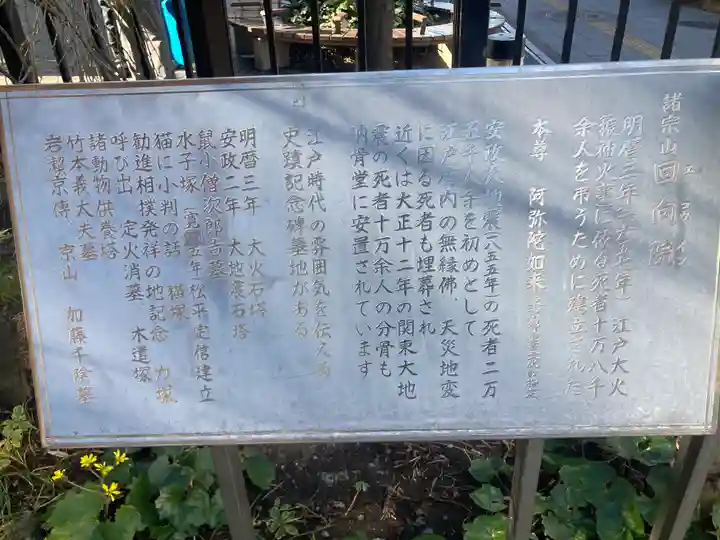 諸宗山 回向院
エコウイン
明暦三年(一六五七年) 江戸大火
振袖火事に依る死者十万八千
余人を弔うために建立された
本尊 阿弥陀如来
安政大地震(一八五五年)の死者二万
五千人余を初めとして
江戸府内の無縁佛、天災地変
に因る死者も埋葬され
近くは大正十二年の関東大地
震の死者十万余人の分骨も
納骨堂に安置されています
江戸時代の雰囲気を伝える
史蹟記念碑墓地がある
明暦三年 大火石塔
安政二年 大地震石塔
鼠小僧次郎吉墓
水子塚(寛政五年松平定信建立
猫に小判の話 猫塚
勧進相撲発祥の地記念 力塚
呼び出 定火消墓 木遣塚
諸動物供養塔
竹本義太夫墓
岩瀬京傳 京山 加藤千陰墓